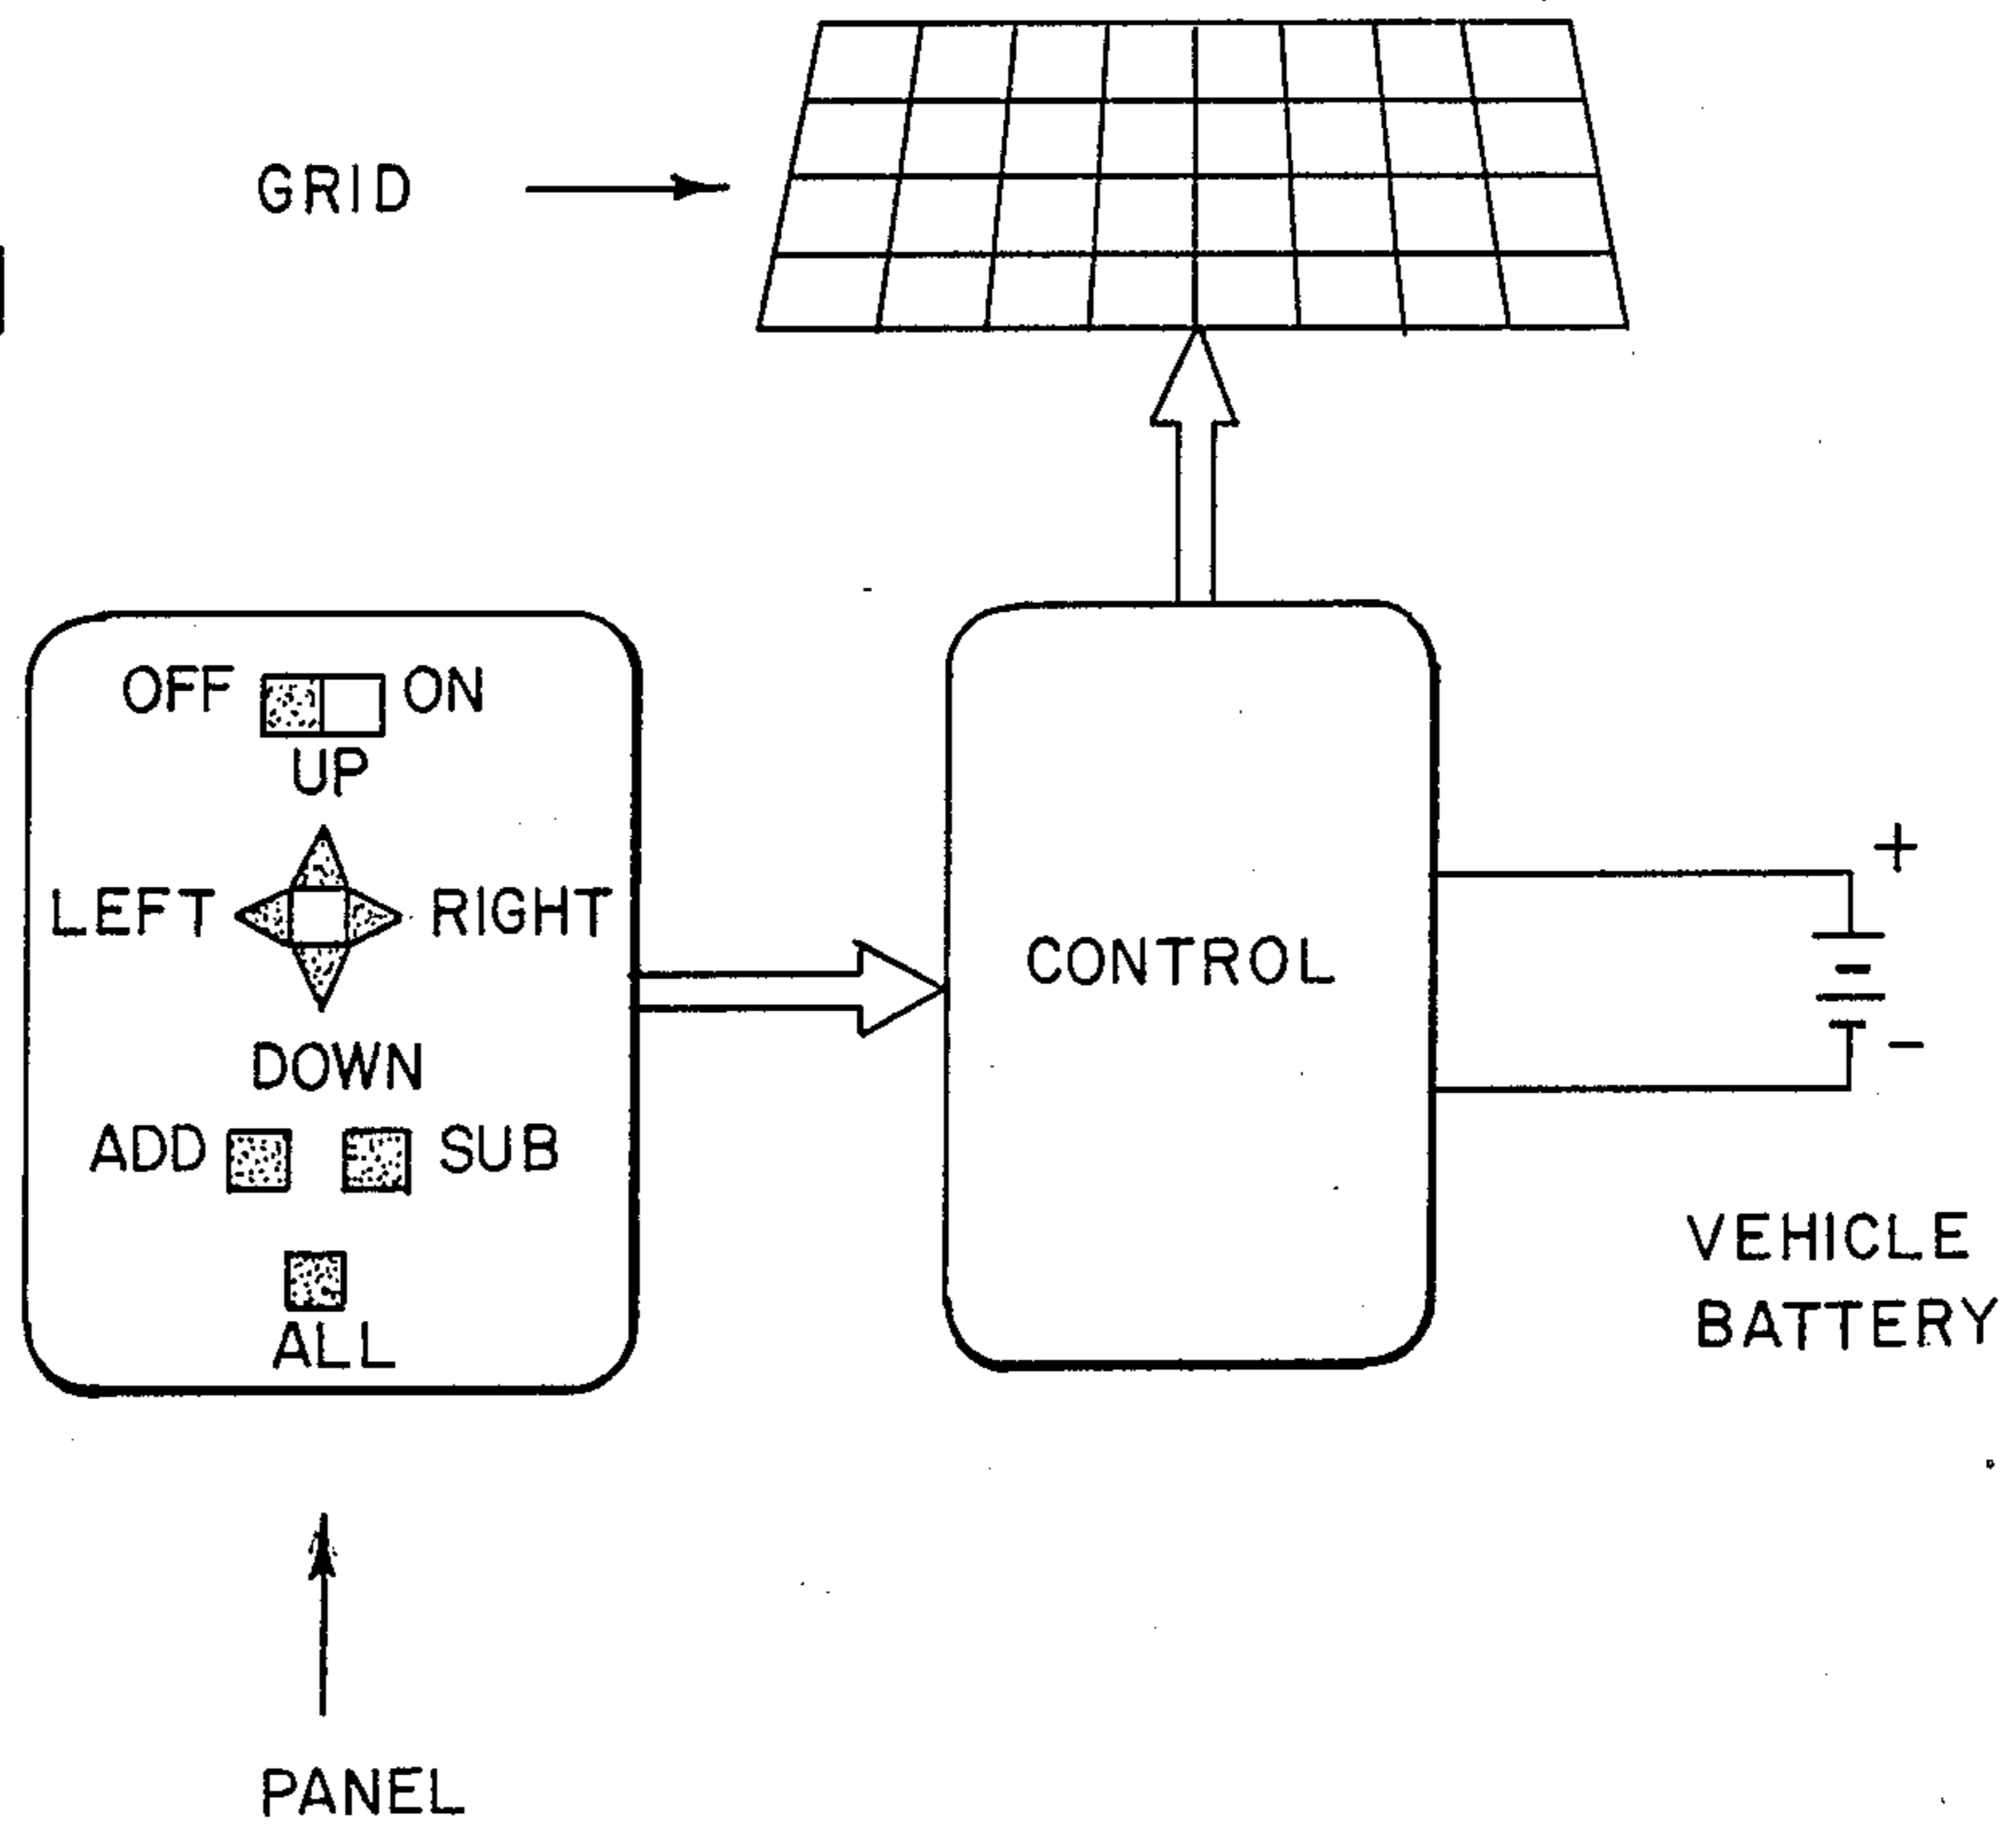 GRID
OFF ON
UP
LEFT RIGHT
DOWN
ADD SUB
ALL
CONTROL
+
-
VEHICLE
BATTERY
PANEL